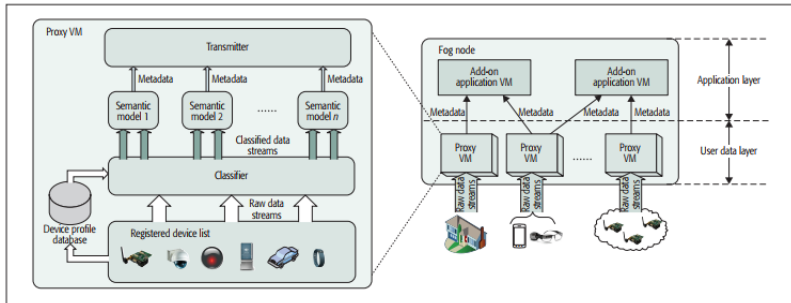 Proxy VM
Transmitter
Metadata
Metadata
Metadata
Semantic
model 1
Semantic
model 2
......
Semantic
model n
Classified data
streams
Classifier
Raw data
streams
Device profile
database
Registered device list
Fog node
Add-on
application VM
Add-on
application VM
Metadata
Metadata
Metadata
Metadata
Proxy
VM
Proxy
VM
......
Proxy
VM
Raw data
streams
Raw data
streams
Raw data
streams
Application layer
User data layer